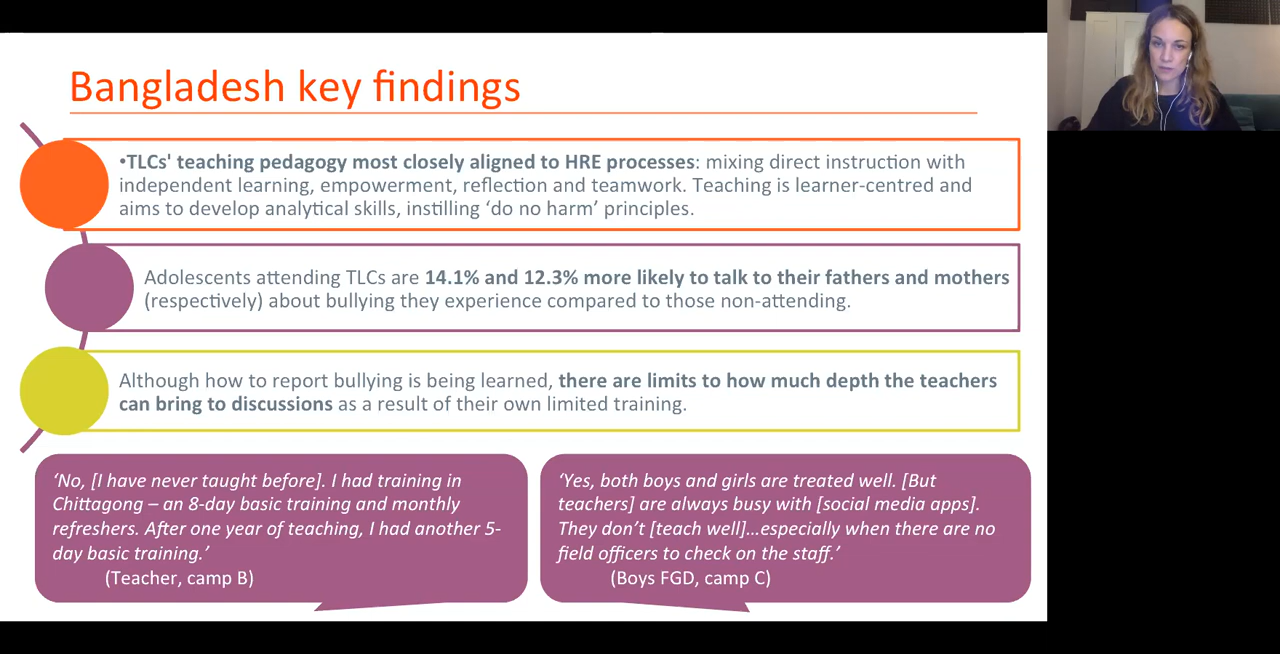 Bangladesh key findings
•TLCs' teaching pedagogy most closely aligned to HRE processes: mixing direct instruction with
independent learning, empowerment, reflection and teamwork. Teaching is learner-centred and
aims to develop analytical skills, instilling ‘do no harm’ principles.
Adolescents attending TLCs are 14.1% and 12.3% more likely to talk to their fathers and mothers
(respectively) about bullying they experience compared to those non-attending.
Although how to report bullying is being learned, there are limits to how much depth the teachers
can bring to discussions as a result of their own limited training.
‘No, [I have never taught before]. I had training in
Chittagong – an 8-day basic training and monthly
refreshers. After one year of teaching, I had another 5-
day basic training.’
(Teacher, camp B)
‘Yes, both boys and girls are treated well. [But
teachers] are always busy with [social media apps].
They don’t [teach well]…especially when there are no
field officers to check on the staff.’
(Boys FGD, camp C)